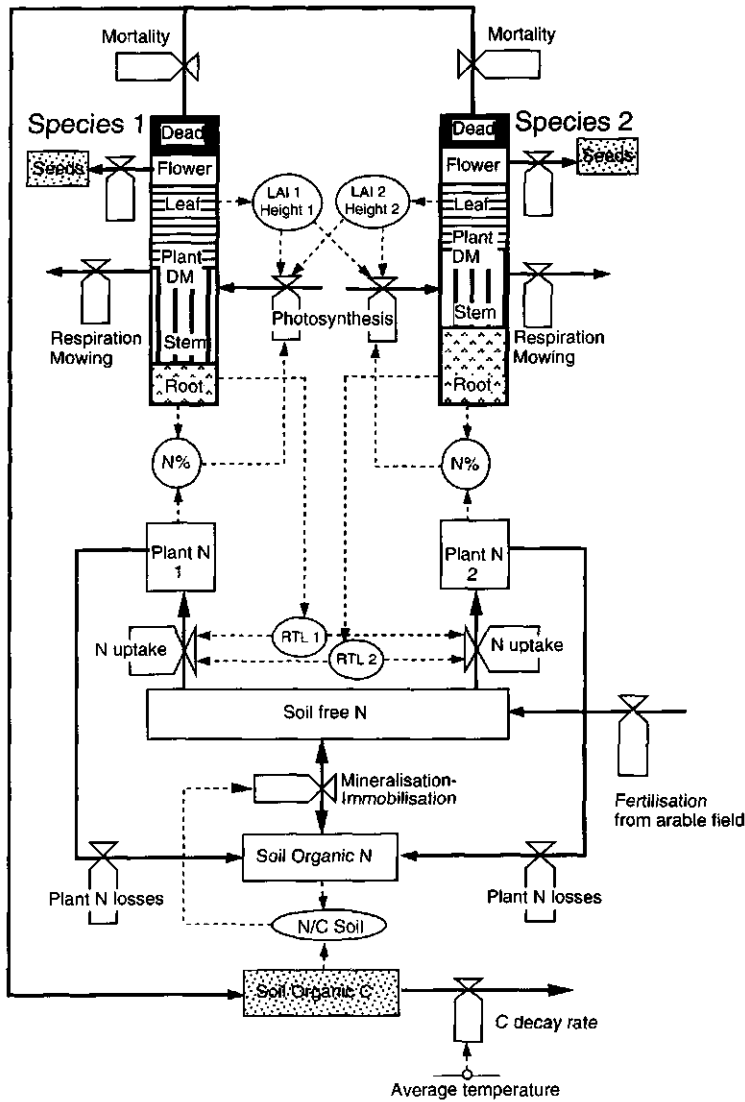 Mortality
Mortality
Species 1
Species 2
Dead
Dead
Seeds
Flower
Flower
Seeds
Leaf
LAI 1
Height 1
LAI 2
Height 2
Leaf
Plant
DM
Plant
DM
Photosynthesis
Stem
Stem
Respiration
Mowing
Respiration
Mowing
Root
Root
N%
N%
Plant N
1
Plant N
2
N uptake
RTL 1
RTL 2
N uptake
Soil free N
Mineralisation-
Immobilisation
Fertilisation
from arable field
Soil Organic N
Plant N losses
Plant N losses
N/C Soil
Soil Organic C
C decay rate
Average temperature